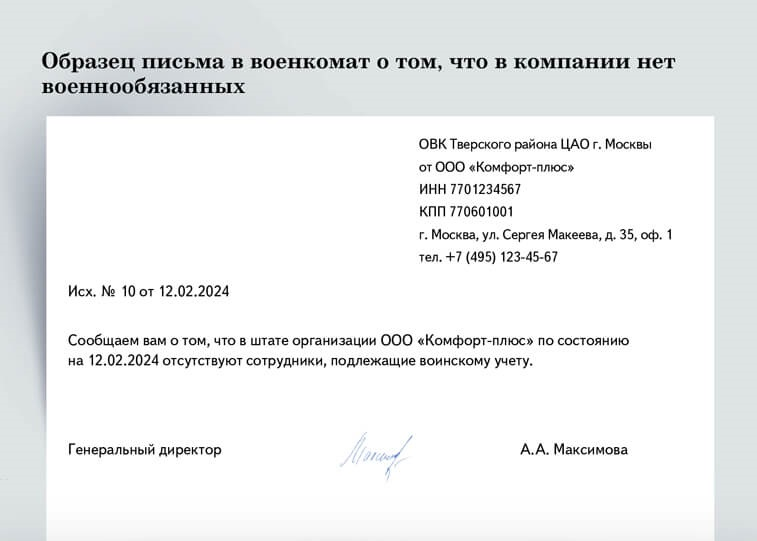 Образец письма в военкомат о том, что в компании нет
военнообязанных
ОВК Тверского района ЦАО г. Москвы
от ООО «Комфорт-плюс»
ИНН 7701234567
КПП 770601001
г. Москва, ул. Сергея Макеева, д. 35, оф. 1
тел. +7 (495) 123-45-67
Исх. № 10 от 12.02.2024
Сообщаем вам о том, что в штате организации ООО «Комфорт-плюс» по состоянию
на 12.02.2024 отсутствуют сотрудники, подлежащие воинскому учету.
Генеральный директор А.А. Максимова